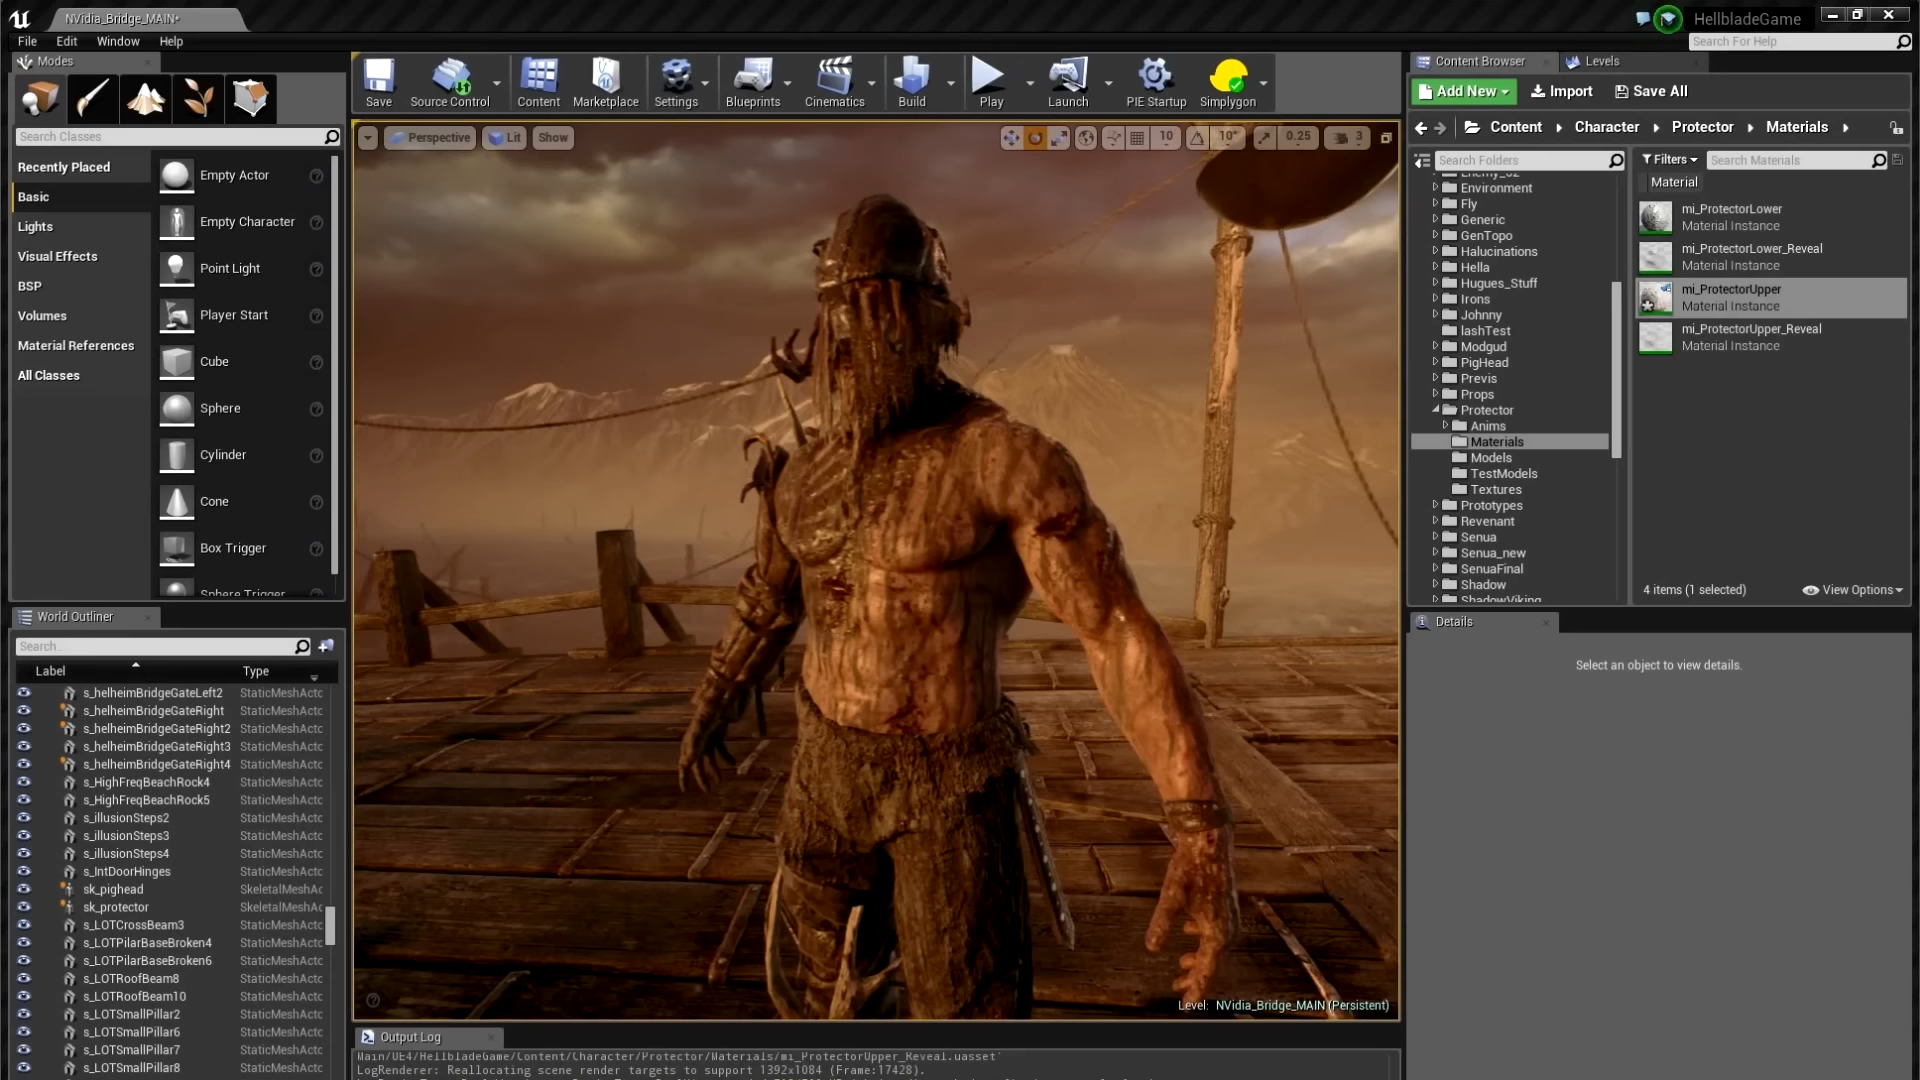 NVidia_Bridge_MAIN*
HellbladeGame
File Edit Window Help
Search For Help
Modes
Search Classes
Recently Placed
Basic
Lights
Visual Effects
BSP
Volumes
Material References
All Classes
Empty Actor
Empty Character
Point Light
Player Start
Cube
Sphere
Cylinder
Cone
Box Trigger
Sphere Trigger
Save Source Control Content Marketplace Settings Blueprints Cinematics Build Play Launch PIE Startup Simplygon
Perspective Lit Show
10 10° 0.25 3
Level: NVidia_Bridge_MAIN (Persistent)
World Outliner
Search...
Label Type
s_helheimBridgeGateLeft2 StaticMeshActc
s_helheimBridgeGateRight StaticMeshActc
s_helheimBridgeGateRight2 StaticMeshActc
s_helheimBridgeGateRight3 StaticMeshActc
s_helheimBridgeGateRight4 StaticMeshActc
s_HighFreqBeachRock4 StaticMeshActc
s_HighFreqBeachRock5 StaticMeshActc
s_illusionSteps2 StaticMeshActc
s_illusionSteps3 StaticMeshActc
s_illusionSteps4 StaticMeshActc
s_IntDoorHinges StaticMeshActc
sk_pighead SkeletalMeshAc
sk_protector SkeletalMeshAc
s_LOTCrossBeam3 StaticMeshActc
s_LOTPilarBaseBroken4 StaticMeshActc
s_LOTPilarBaseBroken6 StaticMeshActc
s_LOTRoofBeam8 StaticMeshActc
s_LOTRoofBeam10 StaticMeshActc
s_LOTSmallPillar2 StaticMeshActc
s_LOTSmallPillar6 StaticMeshActc
s_LOTSmallPillar7 StaticMeshActc
s_LOTSmallPillar8 StaticMeshActc
Output Log
Main/UE4/HellbladeGame/Content/Character/Protector/Materials/mi_ProtectorUpper_Reveal.uasset'
LogRenderer: Reallocating scene render targets to support 1392x1084 (Frame:17428).
Content Browser Levels
Add New Import Save All
Content Character Protector Materials
Search Folders
Enemy_02
Environment
Fly
Generic
GenTopo
Halucinations
Hella
Hugues_Stuff
Irons
Johnny
lashTest
Modgud
PigHead
Previs
Props
Protector
Anims
Materials
Models
TestModels
Textures
Prototypes
Revenant
Senua
Senua_new
SenuaFinal
Shadow
ShadowViking
Filters Search Materials
Material
mi_ProtectorLower
Material Instance
mi_ProtectorLower_Reveal
Material Instance
mi_ProtectorUpper
Material Instance
mi_ProtectorUpper_Reveal
Material Instance
4 items (1 selected) View Options
Details
Select an object to view details.